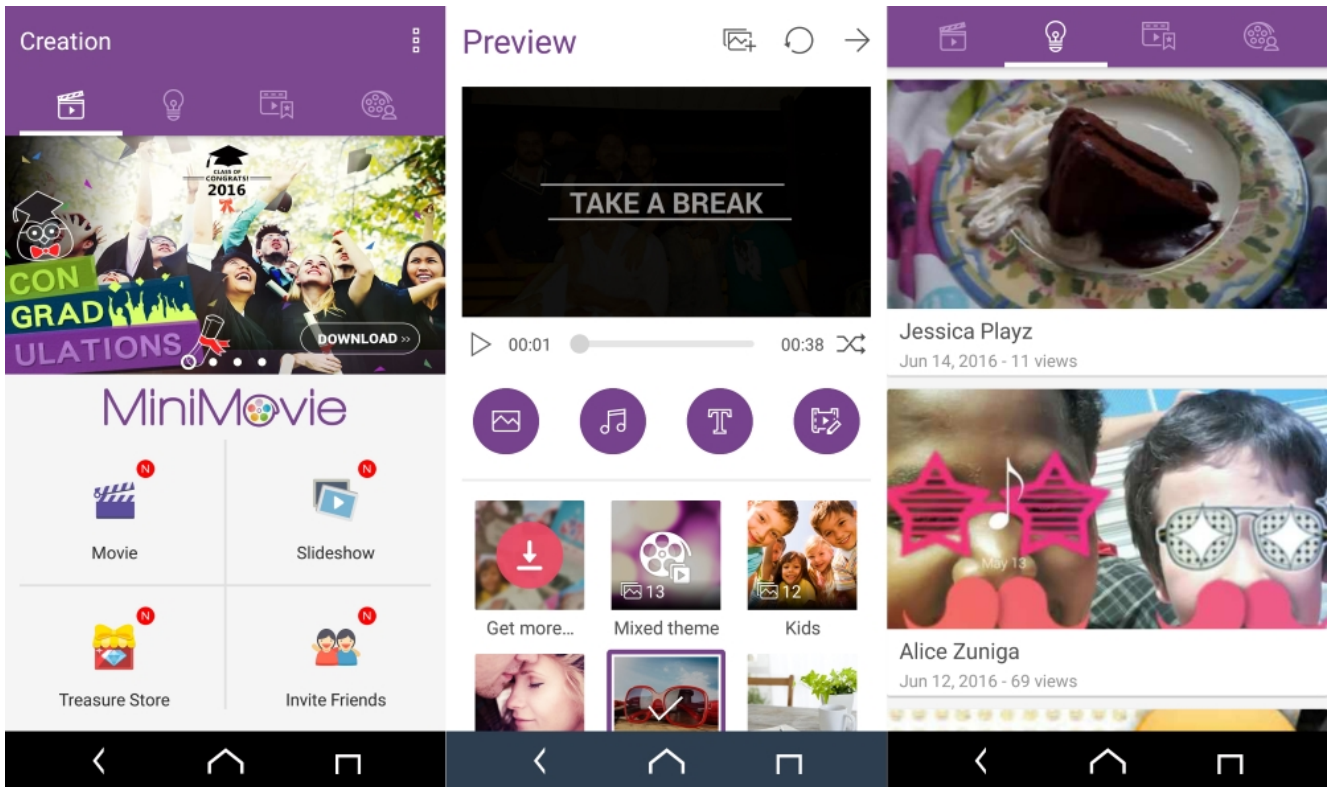 Creation
CLASS OF
CONGRATS!
2016
CON
GRAD
ULATIONS
DOWNLOAD »
MiniMovie
N
N
Movie
Slideshow
N
N
Treasure Store
Invite Friends
Preview
TAKE A BREAK
00:01
00:38
T
13
12
Get more...
Mixed theme
Kids
Jessica Playz
Jun 14, 2016 - 11 views
May 13
Alice Zuniga
Jun 12, 2016 - 69 views